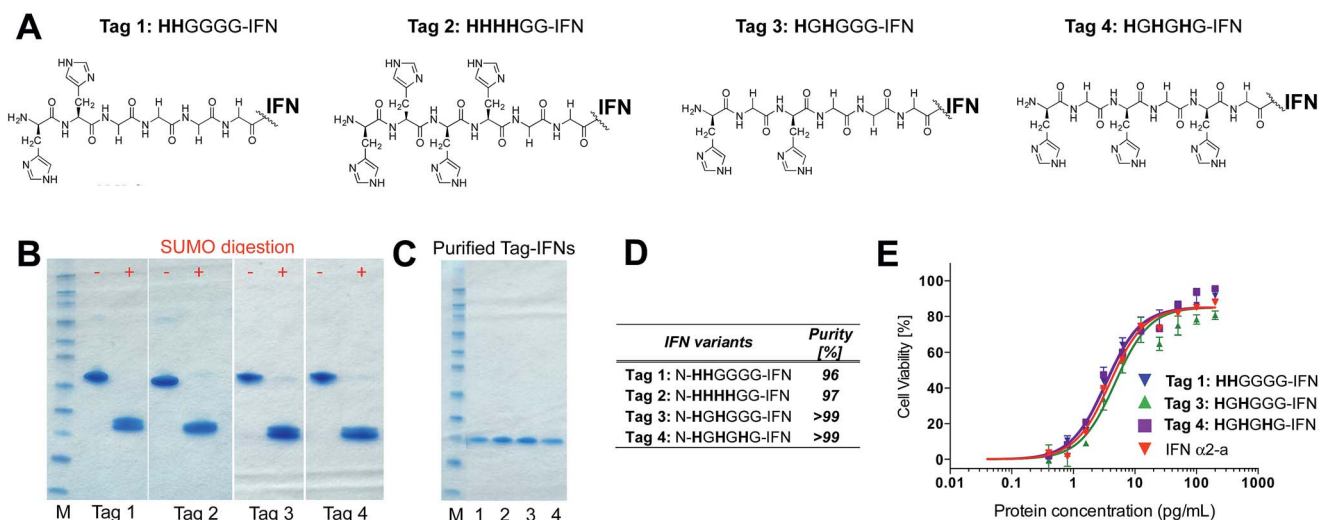 A
Tag 1: HHGGGG-IFN
Tag 2: HHHHGG-IFN
Tag 3: HGHGGG-IFN
Tag 4: HGHGHG-IFN
IFN
IFN
IFN
IFN
B
SUMO digestion
- + - + - + - +
M Tag 1 Tag 2 Tag 3 Tag 4
C
Purified Tag-IFNs
M 1 2 3 4
D
IFN variants Purity [%]
Tag 1: N-HHGGGG-IFN 96
Tag 2: N-HHHHGG-IFN 97
Tag 3: N-HGHGGG-IFN >99
Tag 4: N-HGHGHG-IFN >99
E
Cell Viability [%]
100
80
60
40
20
0
0.01 0.1 1 10 100 1000
Protein concentration (pg/mL)
Tag 1: HHGGGG-IFN
Tag 3: HGHGGG-IFN
Tag 4: HGHGHG-IFN
IFN α2-a